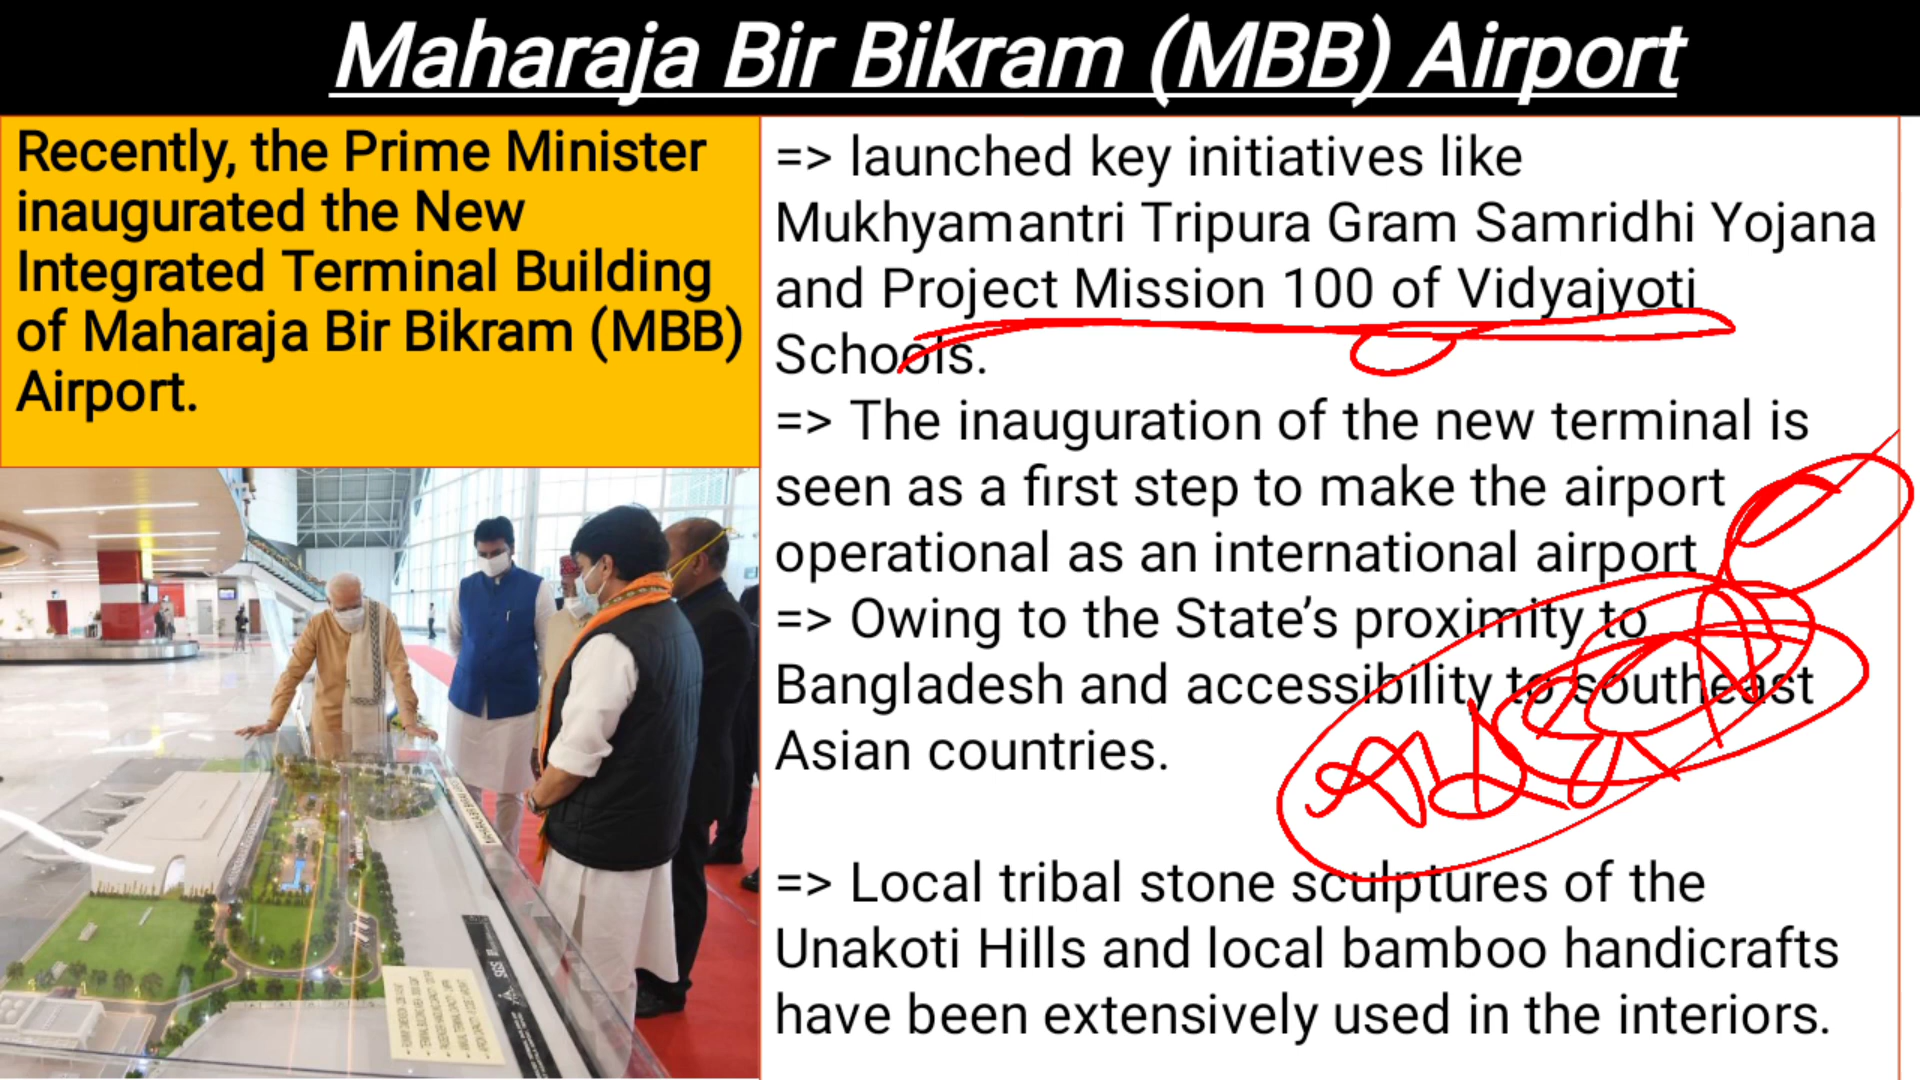 Maharaja Bir Bikram (MBB) Airport
Recently, the Prime Minister
inaugurated the New
Integrated Terminal Building
of Maharaja Bir Bikram (MBB)
Airport.
=> launched key initiatives like
Mukhyamantri Tripura Gram Samridhi Yojana
and Project Mission 100 of Vidyajyoti
Schools.
=> The inauguration of the new terminal is
seen as a first step to make the airport
operational as an international airport
=> Owing to the State’s proximity to
Bangladesh and accessibility to southeast
Asian countries.
=> Local tribal stone sculptures of the
Unakoti Hills and local bamboo handicrafts
have been extensively used in the interiors.